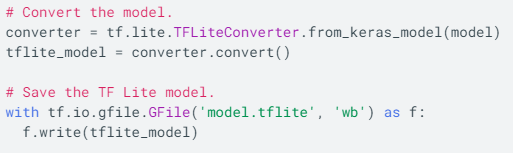 # Convert the model.
converter = tf.lite.TFLiteConverter.from_keras_model(model)
tflite_model = converter.convert()

# Save the TF Lite model.
with tf.io.gfile.GFile('model.tflite', 'wb') as f:
  f.write(tflite_model)